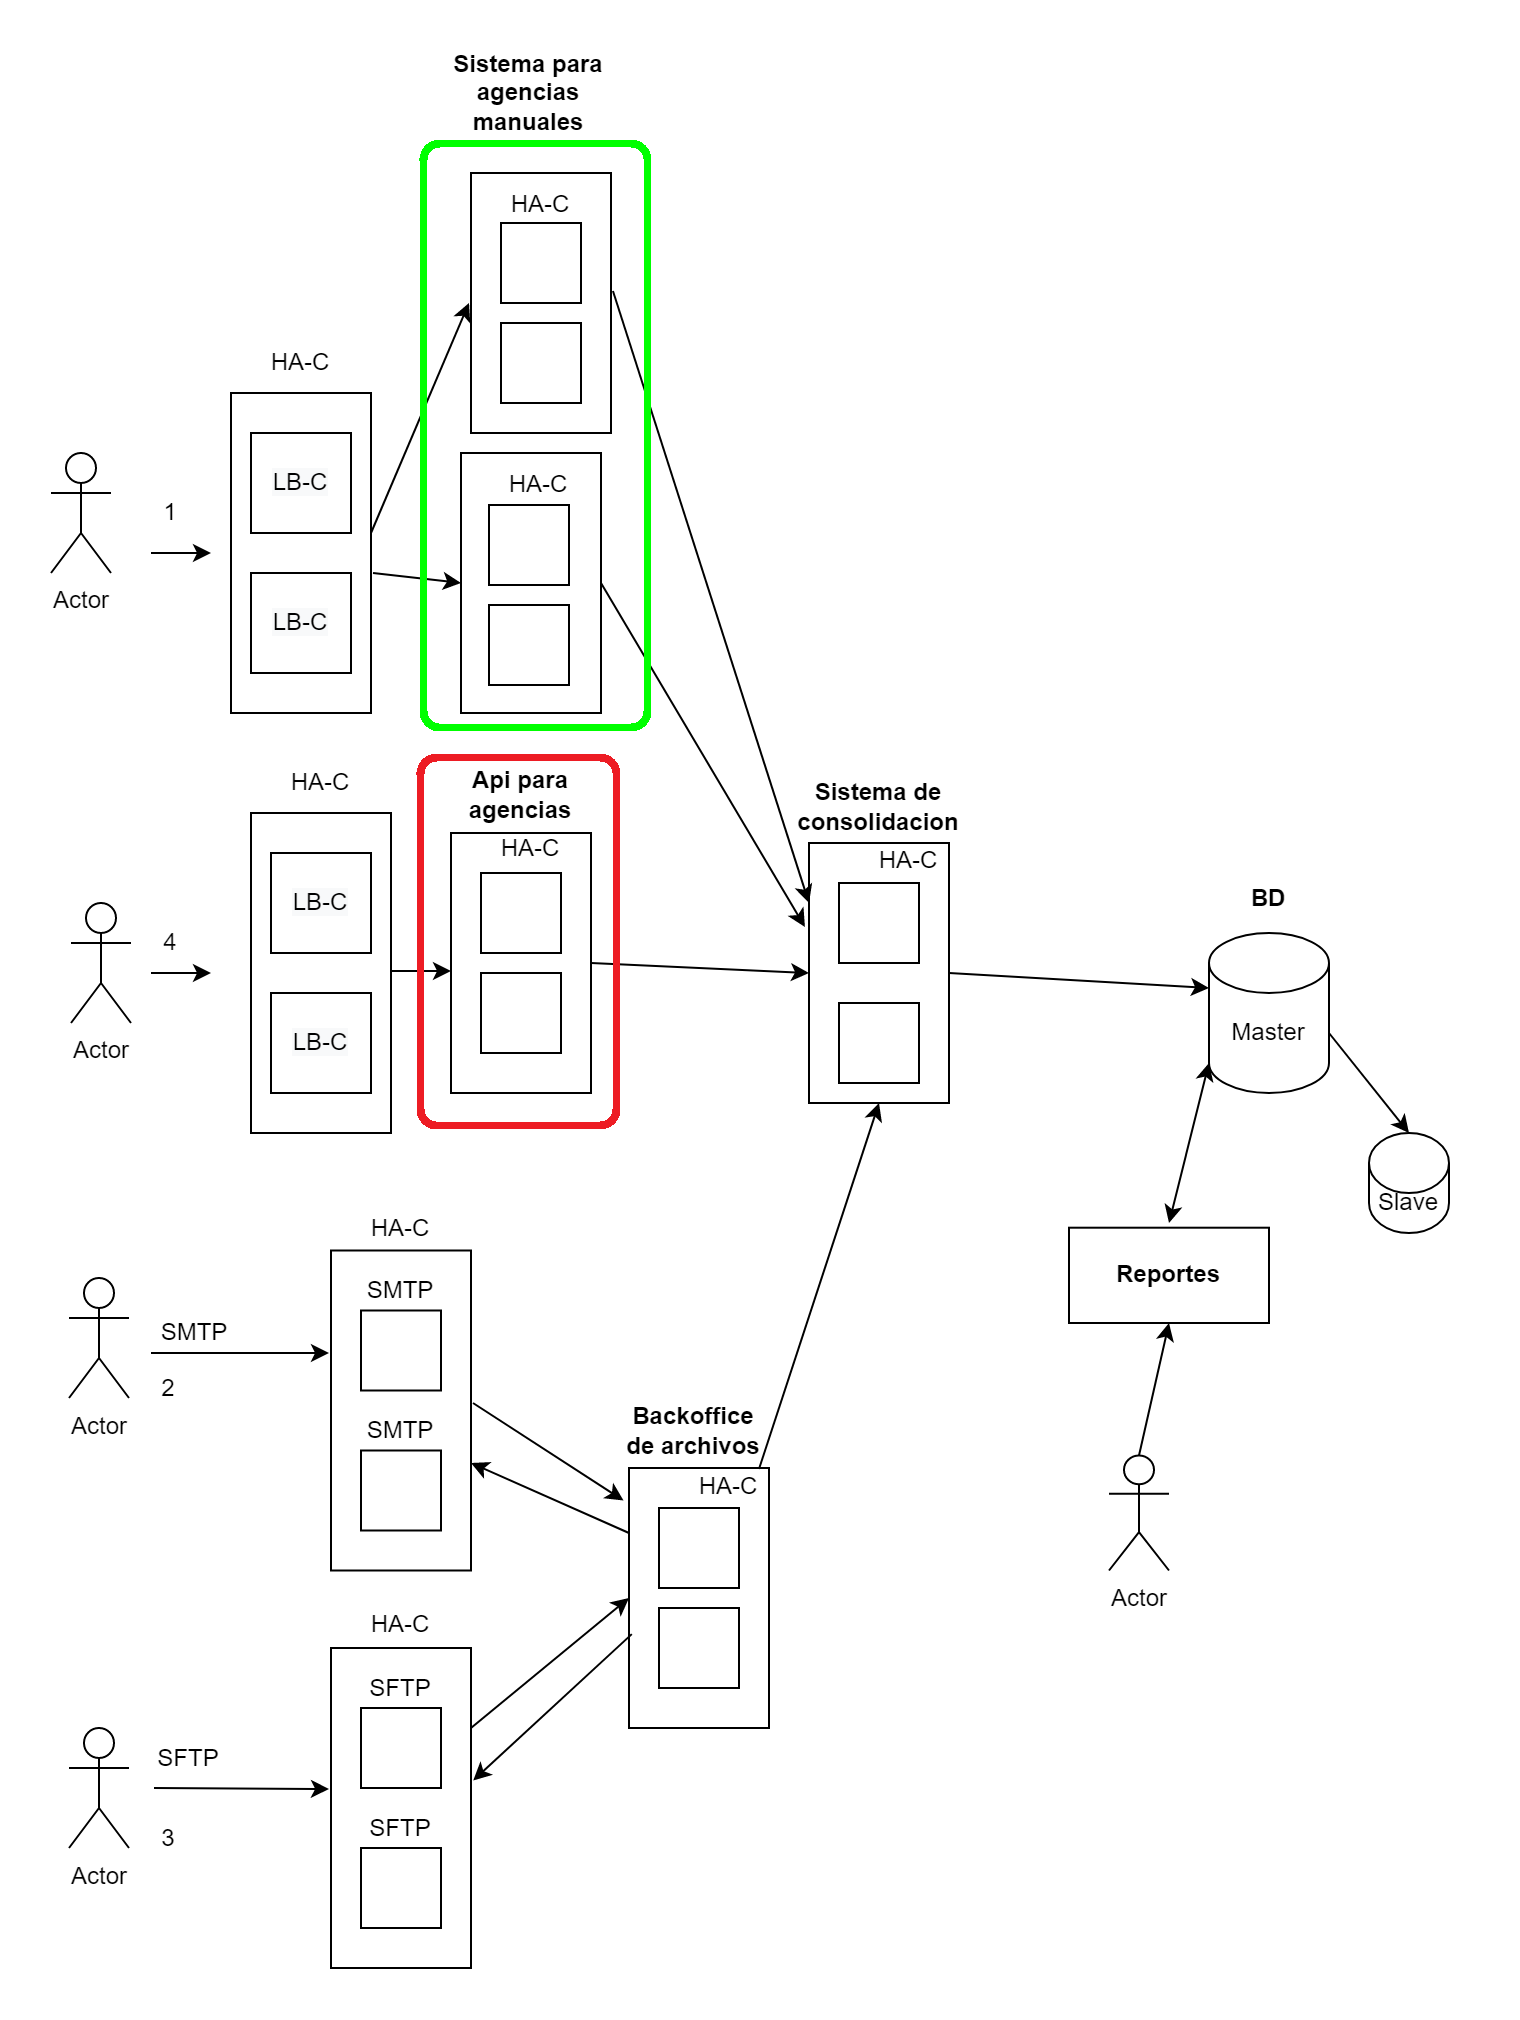 Sistema para
agencias
manuales
HA-C
HA-C
LB-C
HA-C
1
Actor
LB-C
HA-C
Api para
agencias
HA-C
Sistema de
consolidacion
HA-C
LB-C
BD
4
Master
LB-C
Actor
Slave
HA-C
SMTP
Reportes
SMTP
2
Actor
SMTP
Backoffice
de archivos
HA-C
Actor
HA-C
SFTP
SFTP
SFTP
3
Actor